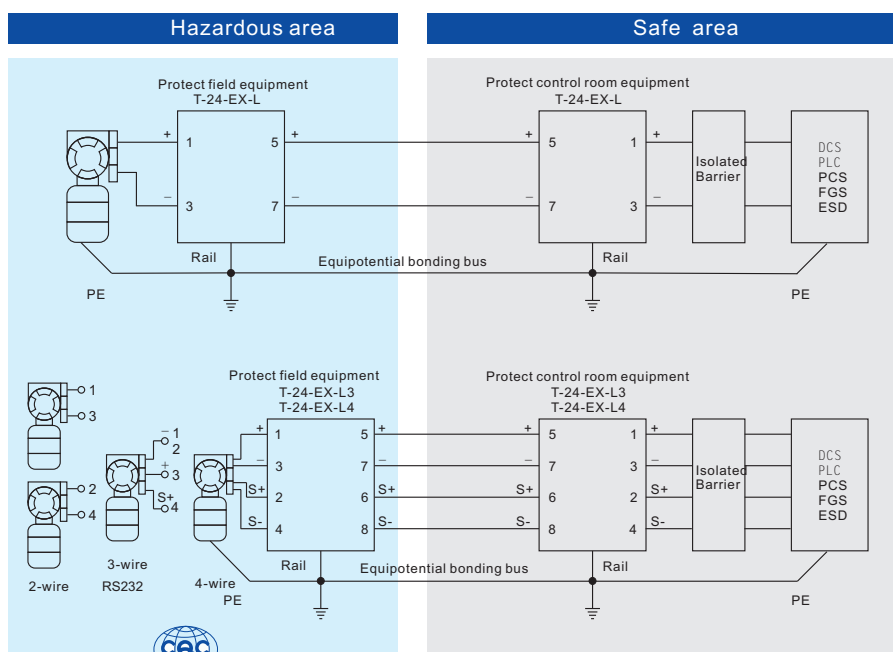 Hazardous area
Safe area
Protect field equipment
T-24-EX-L
Protect control room equipment
T-24-EX-L
+ 1 5 + + 5 1 +
Isolated
Barrier
DCS
PLC
PCS
FGS
ESD
– 3 7 – – 7 3 –
Rail
Equipotential bonding bus
Rail
PE
PE
Protect field equipment
T-24-EX-L3
T-24-EX-L4
Protect control room equipment
T-24-EX-L3
T-24-EX-L4
1
3
2
4
2-wire
– 1
2
+ 3
S+ 4
3-wire
RS232
4-wire
+ 1 5 + + 5 1 +
– 3 7 – – 7 3 –
S+ 2 6 S+ S+ 6 2 S+
S- 4 8 S- S- 8 4 S-
Isolated
Barrier
DCS
PLC
PCS
FGS
ESD
Rail
Equipotential bonding bus
Rail
PE
PE